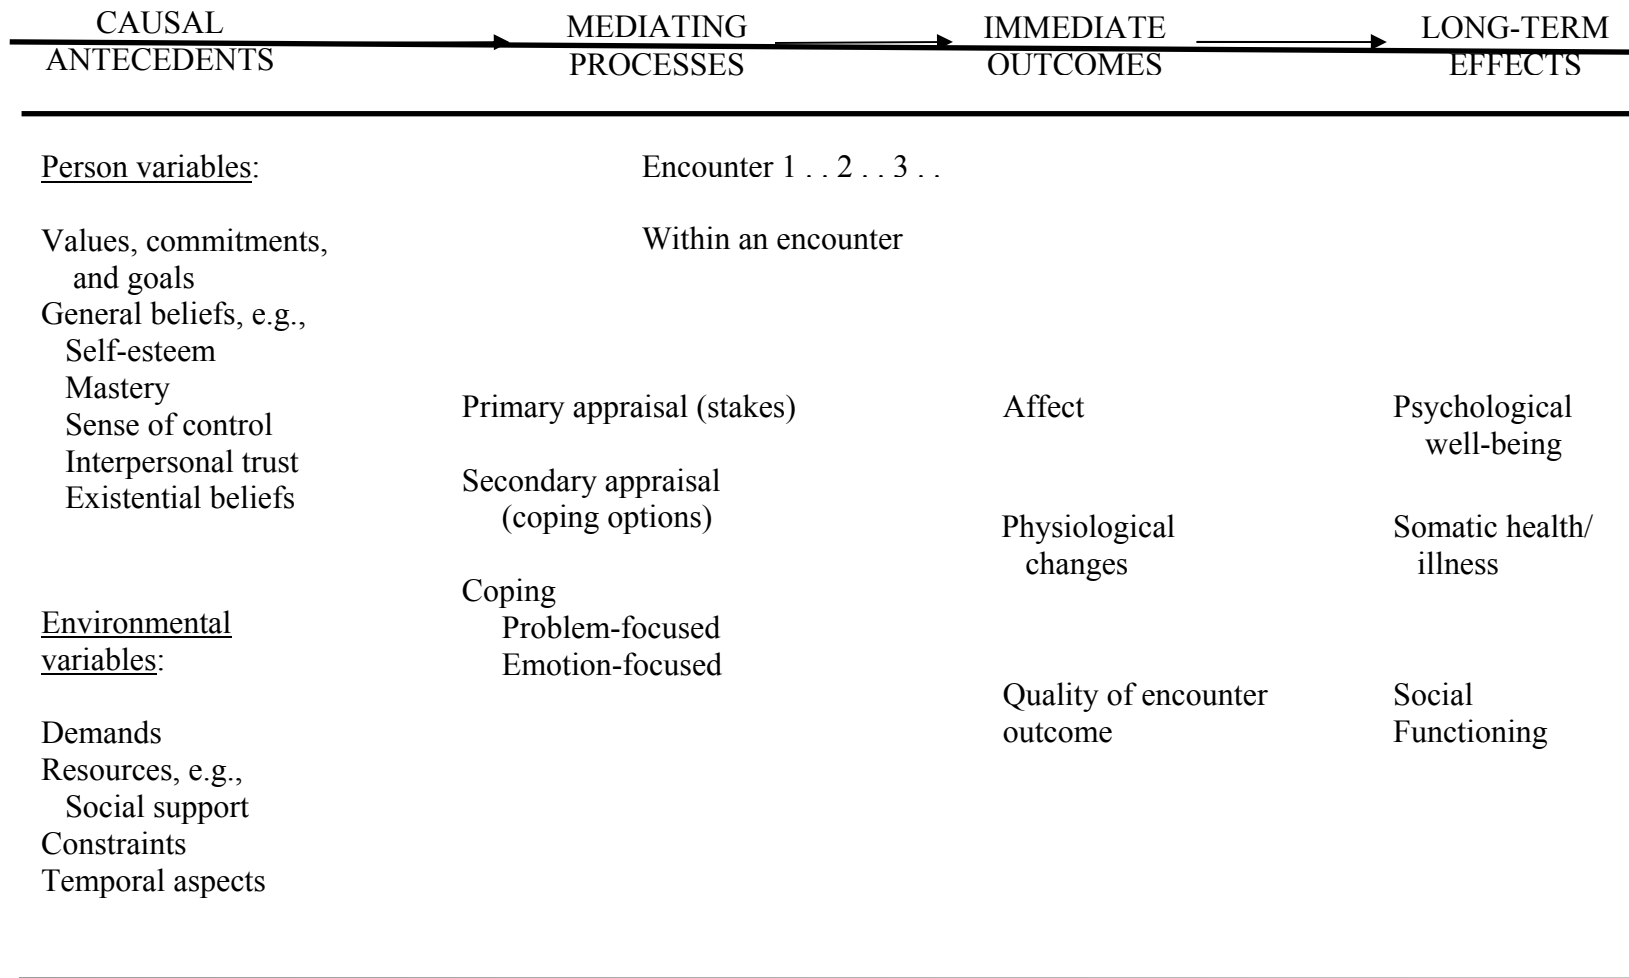 CAUSAL
ANTECEDENTS
MEDIATING
PROCESSES
IMMEDIATE
OUTCOMES
LONG-TERM
EFFECTS
Person variables:
Values, commitments,
and goals
General beliefs, e.g.,
Self-esteem
Mastery
Sense of control
Interpersonal trust
Existential beliefs
Environmental
variables:
Demands
Resources, e.g.,
Social support
Constraints
Temporal aspects
Encounter 1 . . 2 . . 3 . .
Within an encounter
Primary appraisal (stakes)
Secondary appraisal
(coping options)
Coping
Problem-focused
Emotion-focused
Affect
Physiological
changes
Quality of encounter
outcome
Psychological
well-being
Somatic health/
illness
Social
Functioning